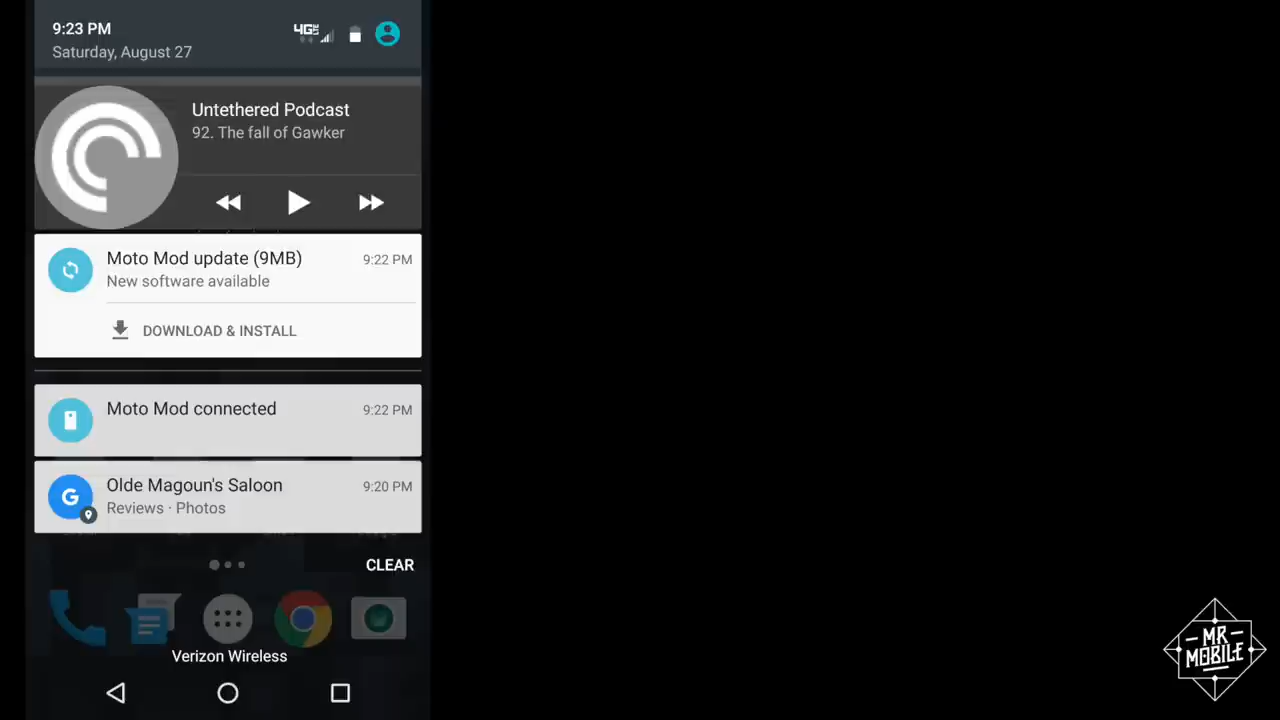 9:23 PM
4G LTE
Saturday, August 27
Untethered Podcast
92. The fall of Gawker
Moto Mod update (9MB)
9:22 PM
New software available
DOWNLOAD & INSTALL
Moto Mod connected
9:22 PM
G
Olde Magoun's Saloon
9:20 PM
Reviews · Photos
CLEAR
Verizon Wireless
MR
MOBILE